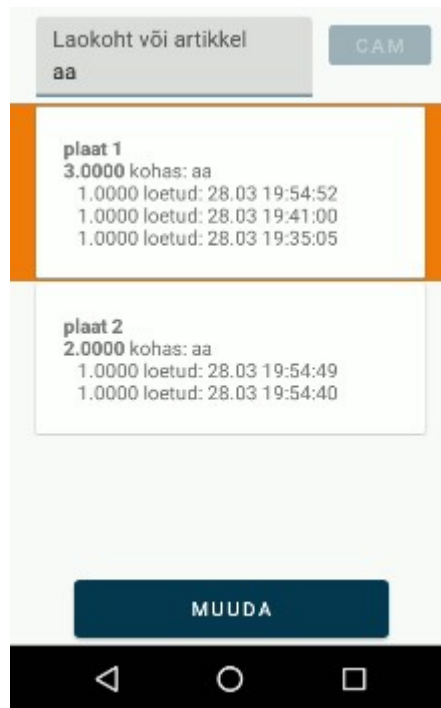 Laokoht või artikkel
CAM
aa
plaat 1
3.0000 kohas: aa
1.0000 loetud: 28.03 19:54:52
1.0000 loetud: 28.03 19:41:00
1.0000 loetud: 28.03 19:35:05
plaat 2
2.0000 kohas: aa
1.0000 loetud: 28.03 19:54:49
1.0000 loetud: 28.03 19:54:40
MUUDA